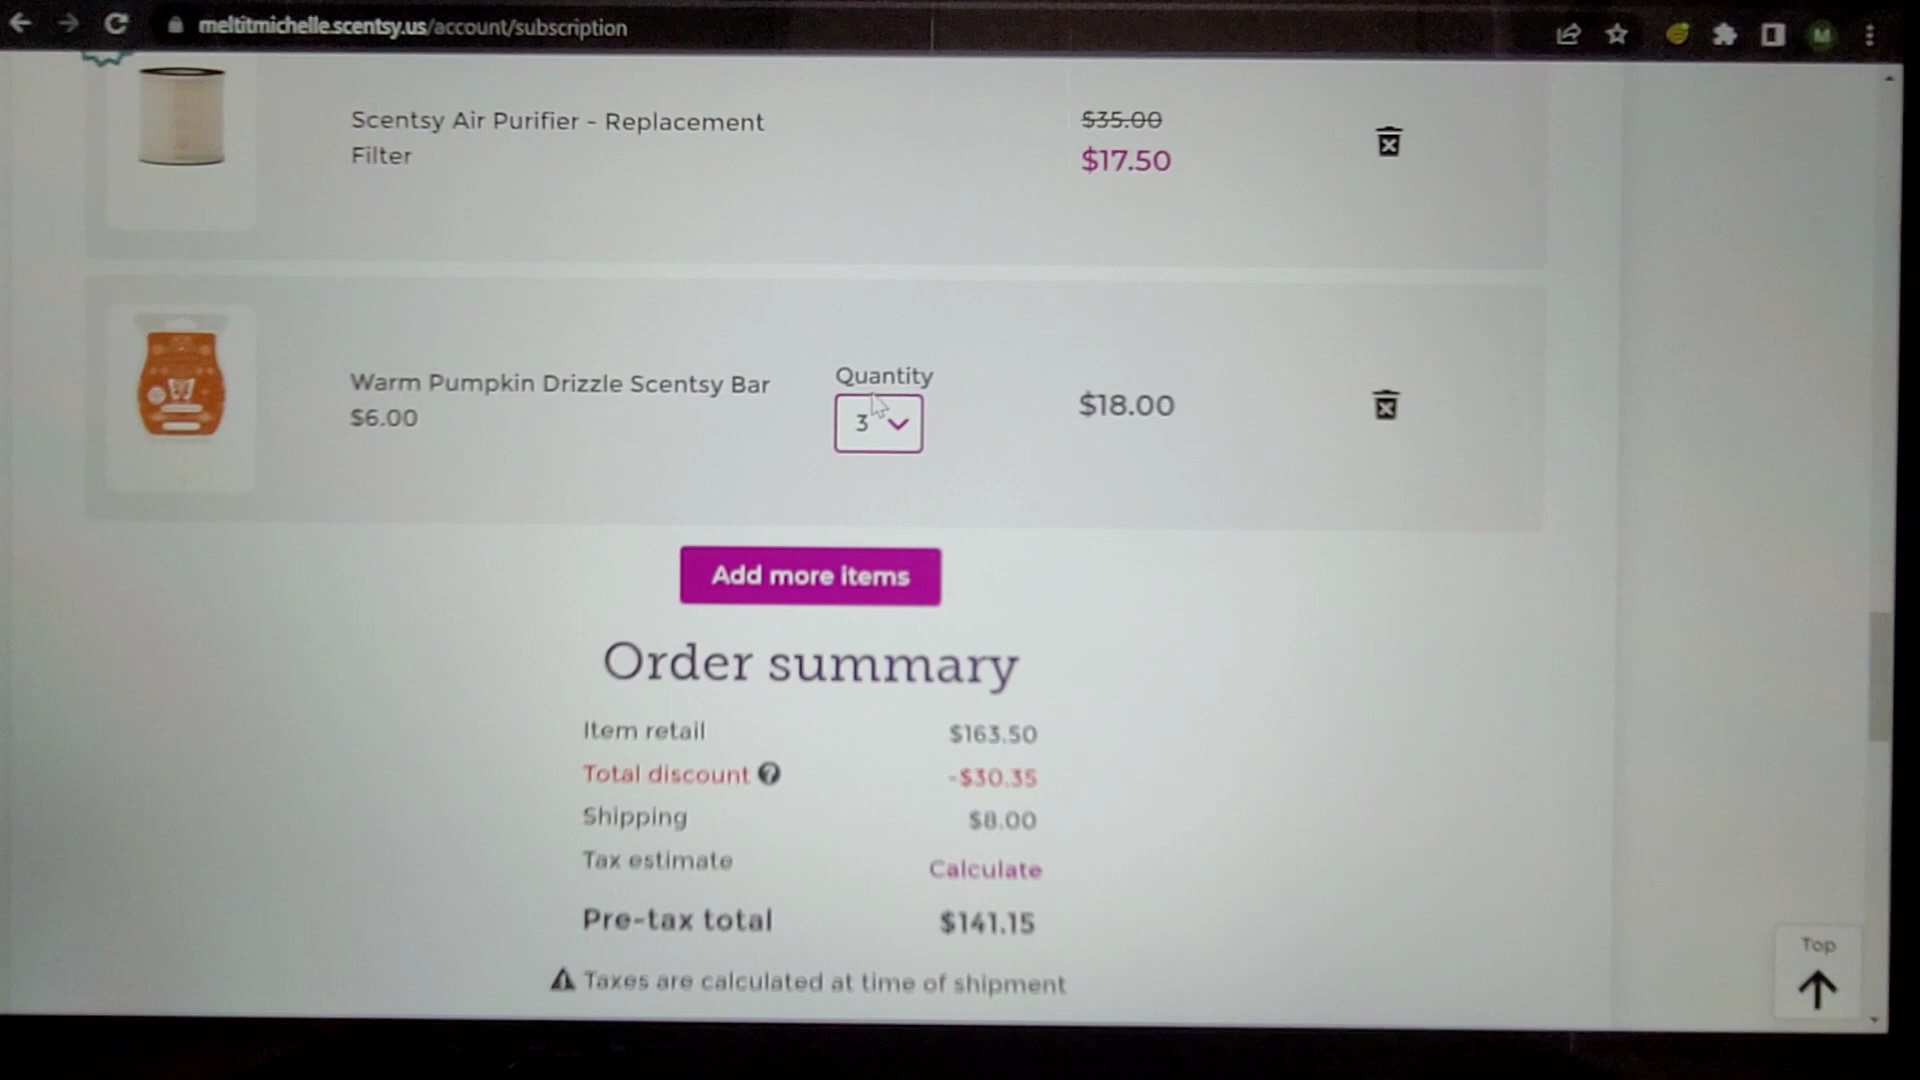 meltitmichelle.scentsy.us/account/subscription
M
Scentsy Air Purifier - Replacement
Filter
$35.00
$17.50
Warm Pumpkin Drizzle Scentsy Bar
$6.00
Quantity
3
$18.00
Add more items
Order summary
Item retail $163.50
Total discount ? -$30.35
Shipping $8.00
Tax estimate Calculate
Pre-tax total $141.15
Taxes are calculated at time of shipment
Top